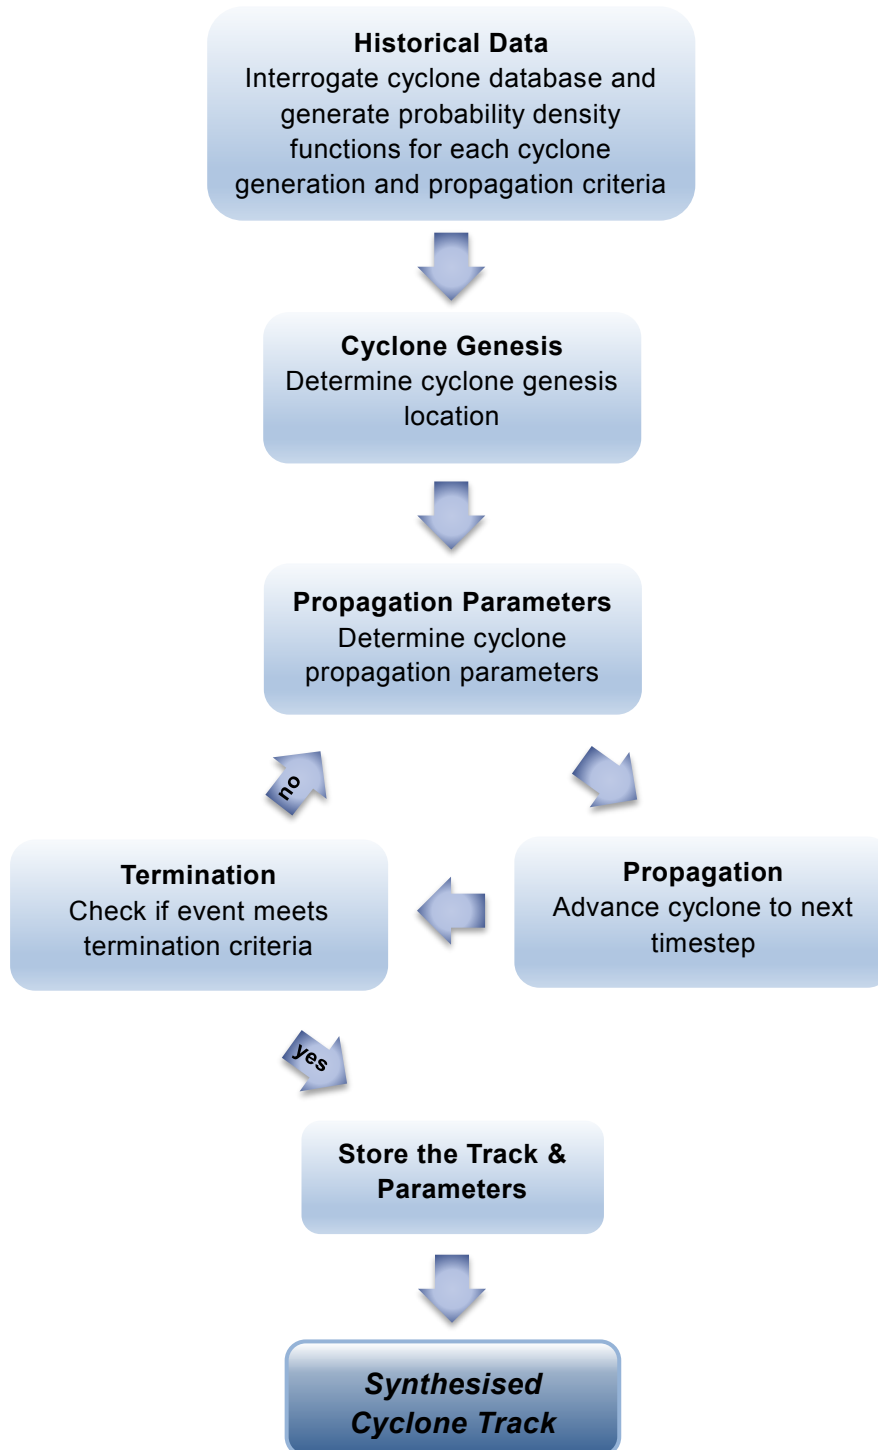 Historical Data
Interrogate cyclone database and
generate probability density
functions for each cyclone
generation and propagation criteria
Cyclone Genesis
Determine cyclone genesis
location
Propagation Parameters
Determine cyclone
propagation parameters
no
Termination
Check if event meets
termination criteria
Propagation
Advance cyclone to next
timestep
yes
Store the Track &
Parameters
Synthesised
Cyclone Track